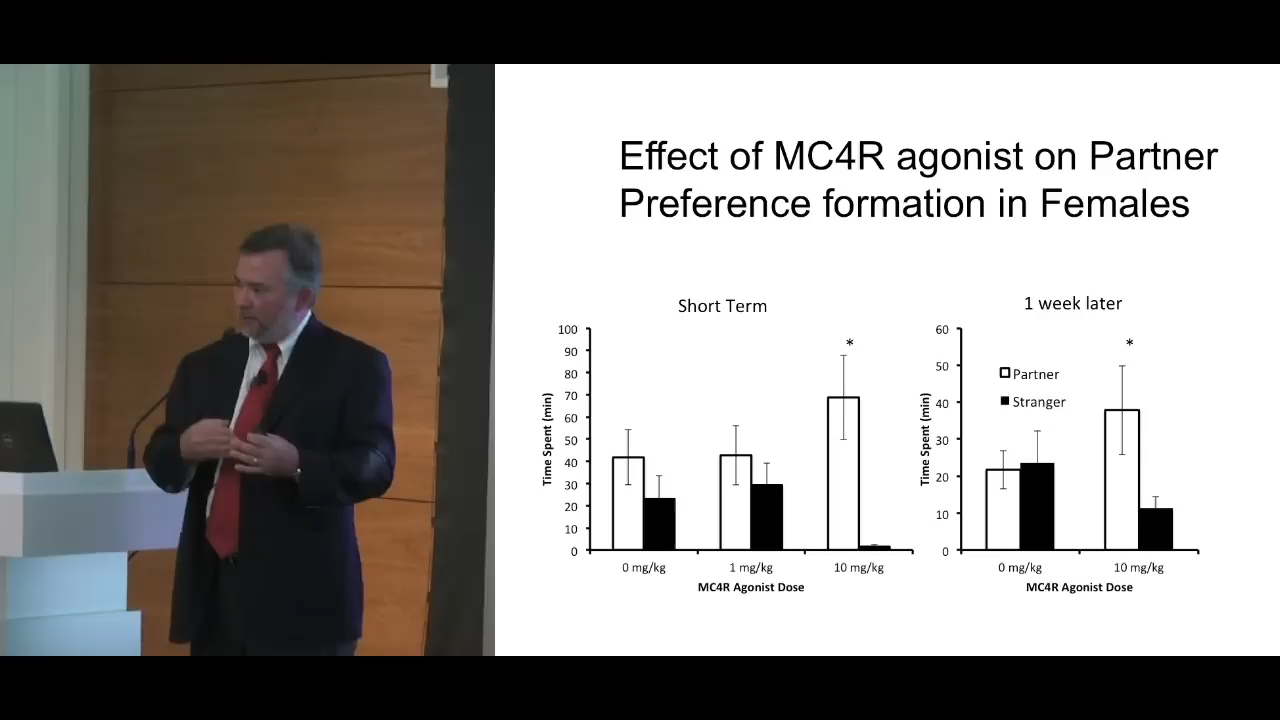 Effect of MC4R agonist on Partner
Preference formation in Females
Short Term
100
90
80
70
60
50
40
30
20
10
0
Time Spent (min)
*
0 mg/kg
1 mg/kg
10 mg/kg
MC4R Agonist Dose
1 week later
60
50
40
30
20
10
0
Time Spent (min)
*
Partner
Stranger
0 mg/kg
10 mg/kg
MC4R Agonist Dose